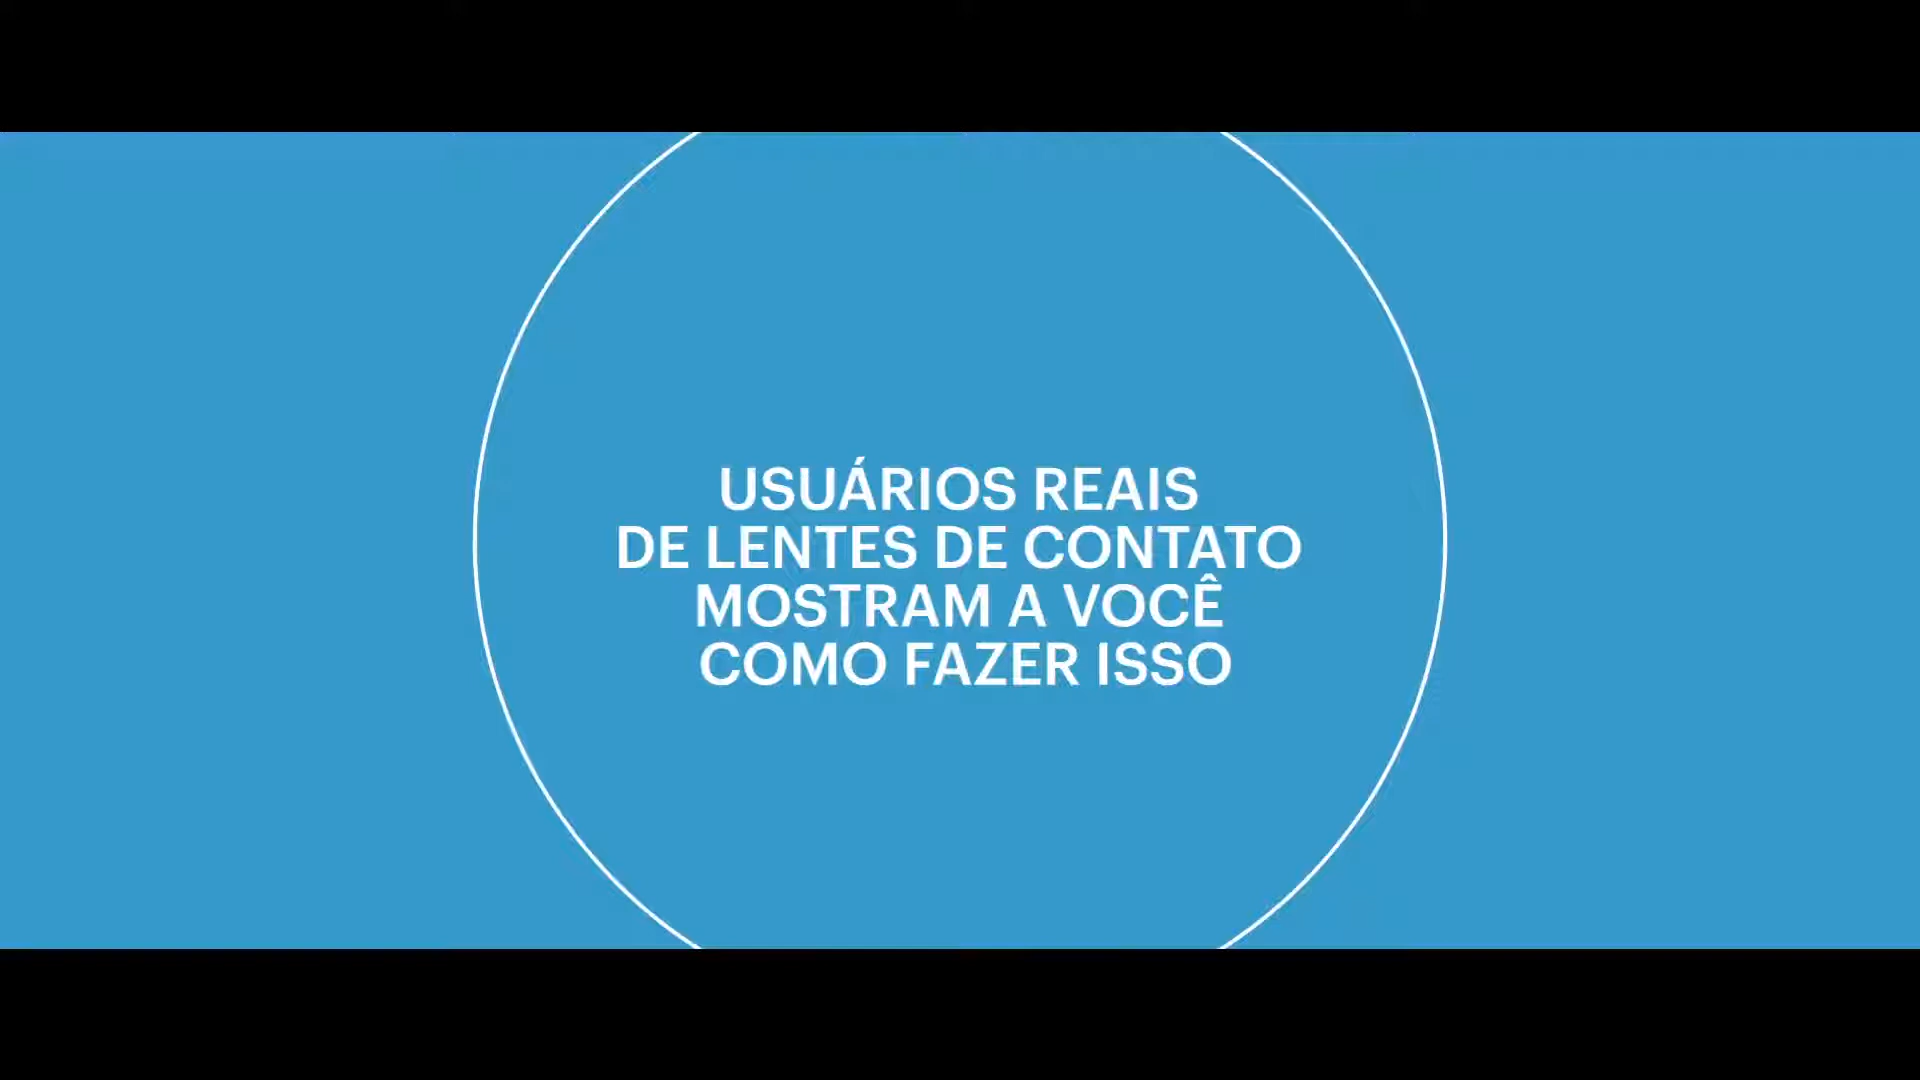 USUÁRIOS REAIS
DE LENTES DE CONTATO
MOSTRAM A VOCÊ
COMO FAZER ISSO